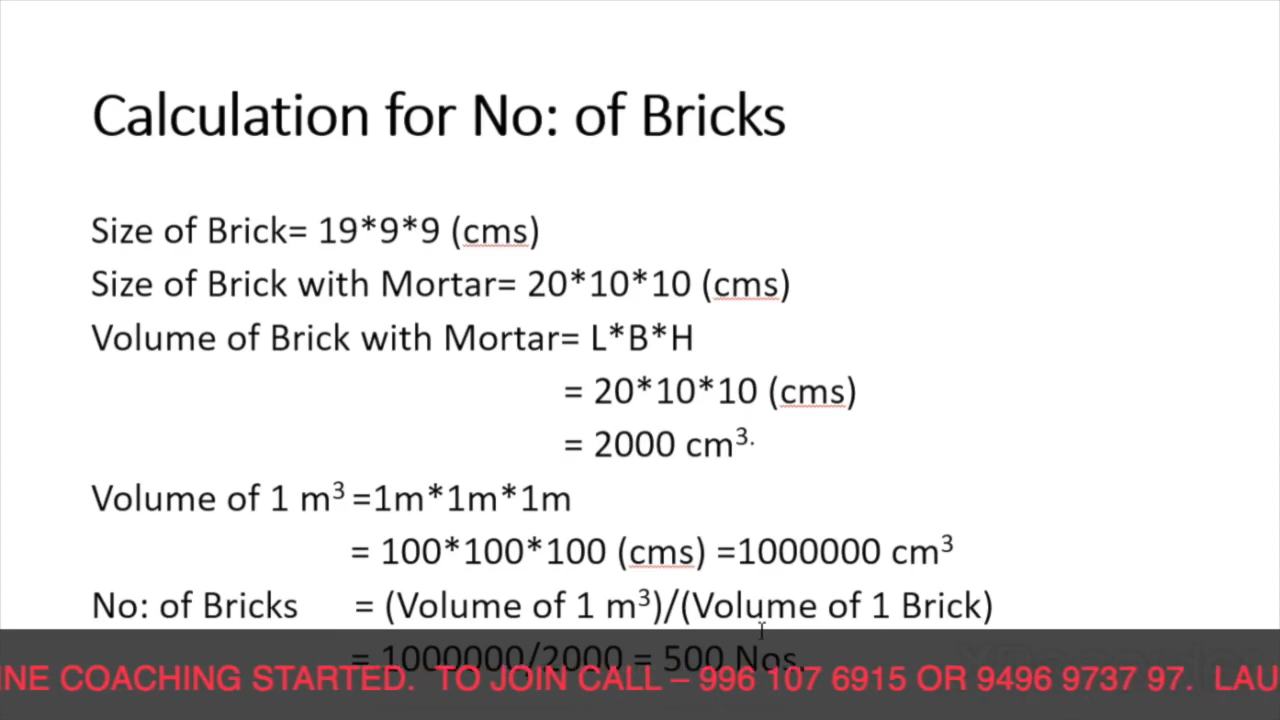 Calculation for No: of Bricks
Size of Brick= 19*9*9 (cms)
Size of Brick with Mortar= 20*10*10 (cms)
Volume of Brick with Mortar= L*B*H
= 20*10*10 (cms)
= 2000 cm³·
Volume of 1 m³ =1m*1m*1m
= 100*100*100 (cms) =1000000 cm³
No: of Bricks = (Volume of 1 m³)/(Volume of 1 Brick)
= 1000000/2000 = 500 Nos.
INE COACHING STARTED. TO JOIN CALL – 996 107 6915 OR 9496 9737 97. LAU